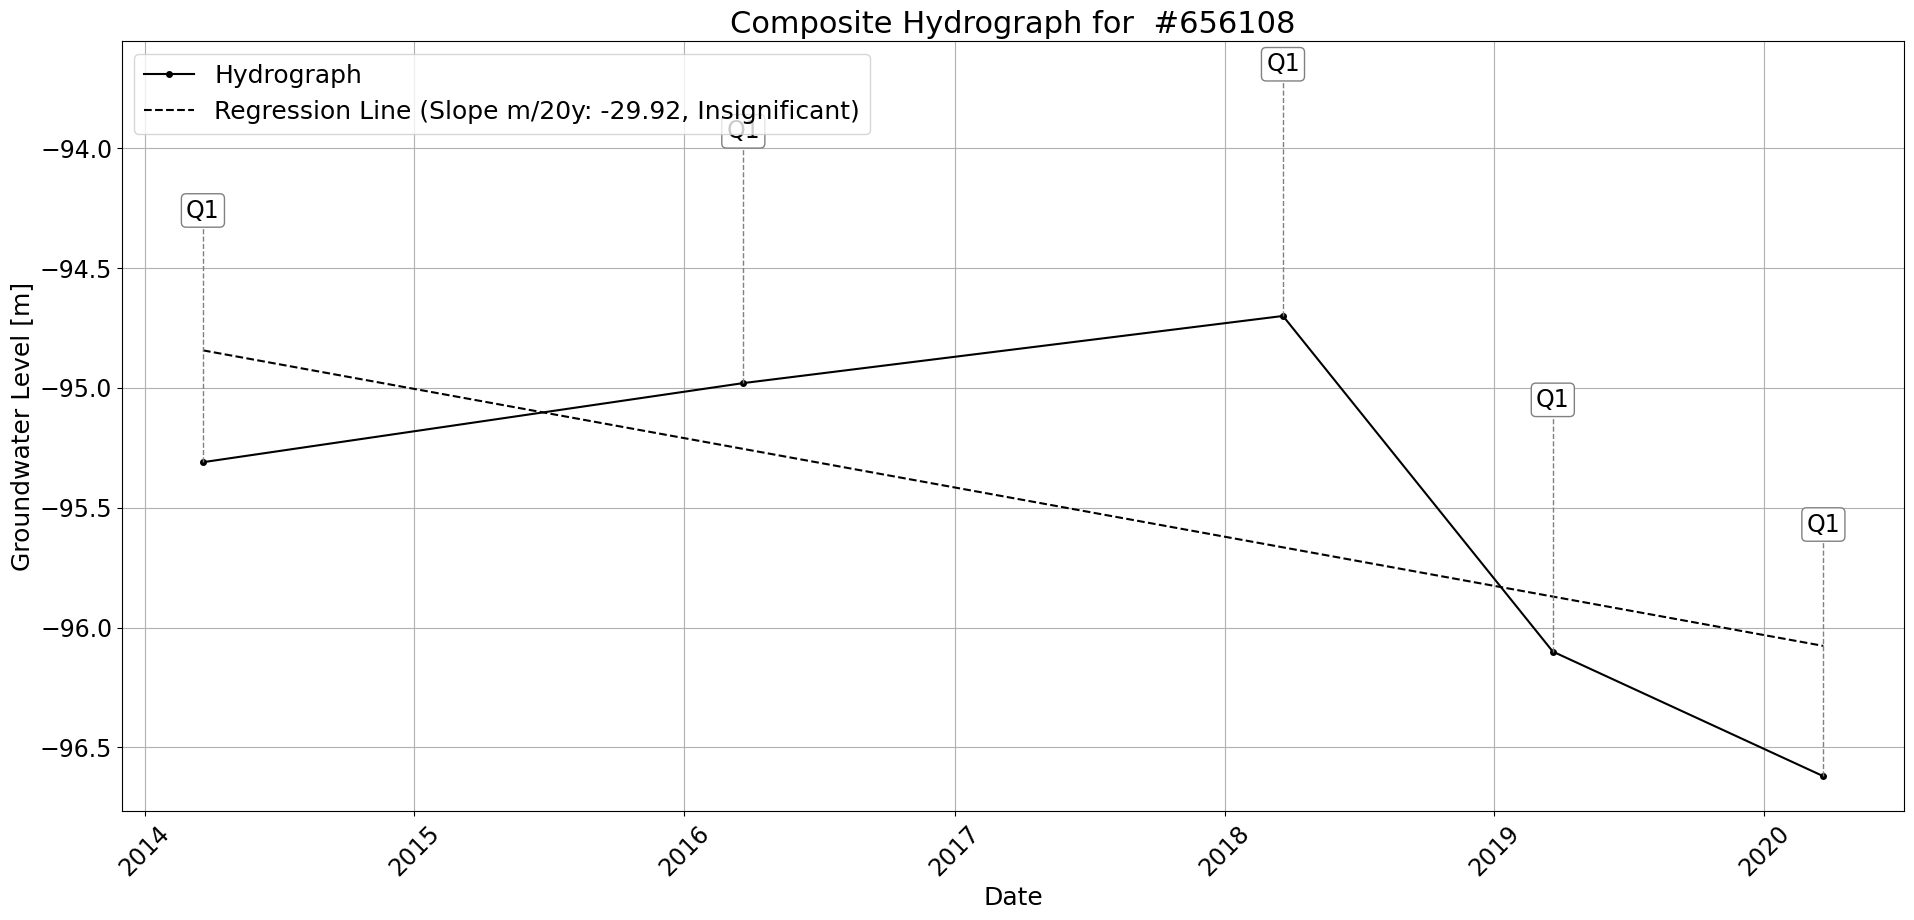 Composite Hydrograph for  #656108
Hydrograph
Regression Line (Slope m/20y: -29.92, Insignificant)
Q1
Q1
Q1
Q1
Q1
Groundwater Level [m]
−94.0
−94.5
−95.0
−95.5
−96.0
−96.5
2014
2015
2016
2017
2018
2019
2020
Date